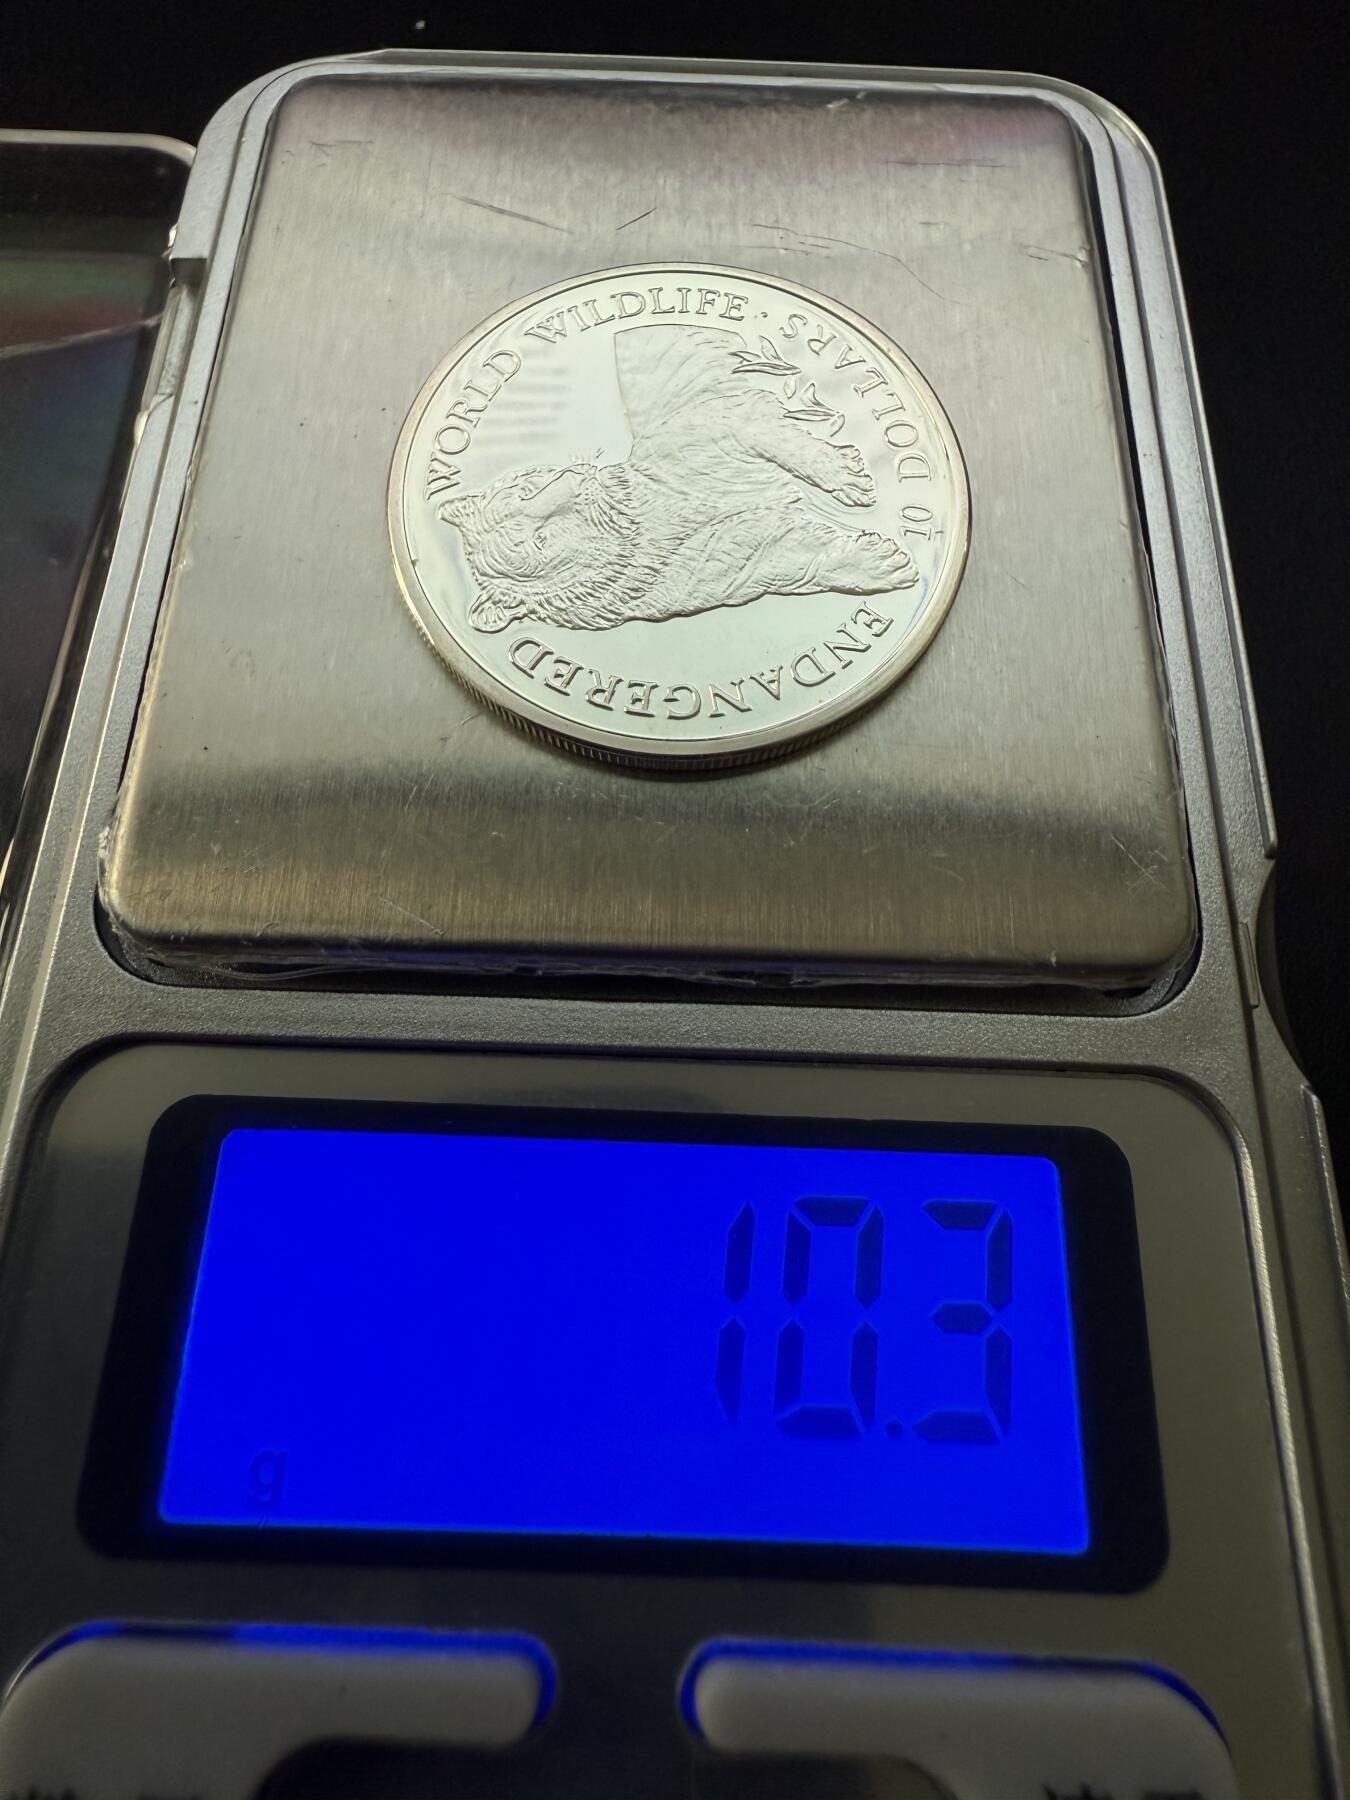 ENDANGERED WORLD WILDLIFE ·
10 DOLLARS
10.3
g